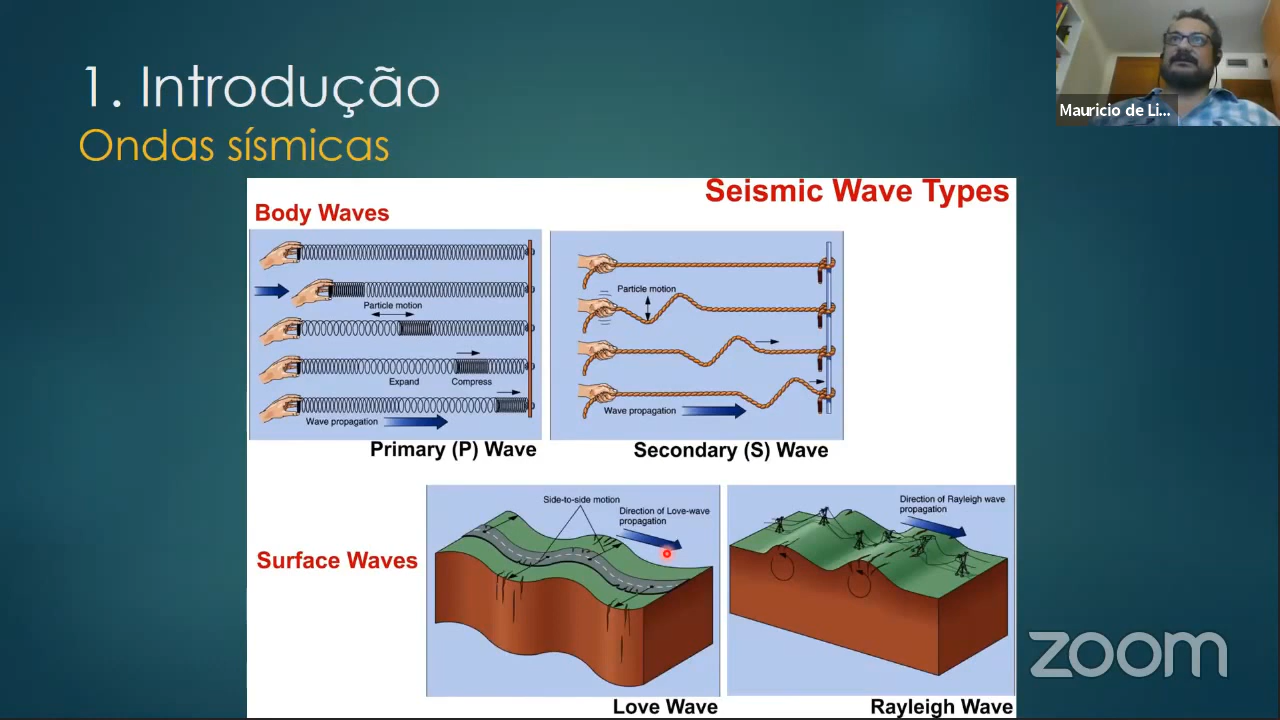 1. Introdução
Ondas sísmicas
Mauricio de Li...
Seismic Wave Types
Body Waves
Particle motion
Expand
Compress
Wave propagation
Primary (P) Wave
Particle motion
Wave propagation
Secondary (S) Wave
Surface Waves
Side-to-side motion
Direction of Love-wave
propagation
Love Wave
Direction of Rayleigh wave
propagation
Rayleigh Wave
zoom